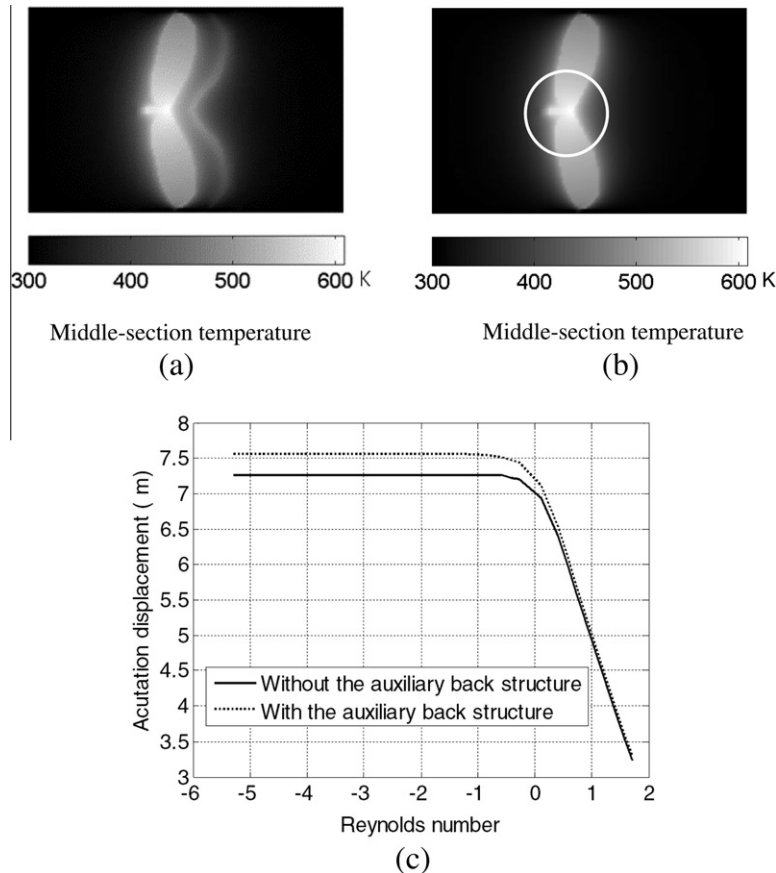 300 400 500 600 K
300 400 500 600 K
Middle-section temperature
Middle-section temperature
(a)
(b)
8
7.5
7
6.5
6
5.5
5
4.5
4
3.5
3
Acutation displacement ( m)
Without the auxiliary back structure
With the auxiliary back structure
-6 -5 -4 -3 -2 -1 0 1 2
Reynolds number
(c)